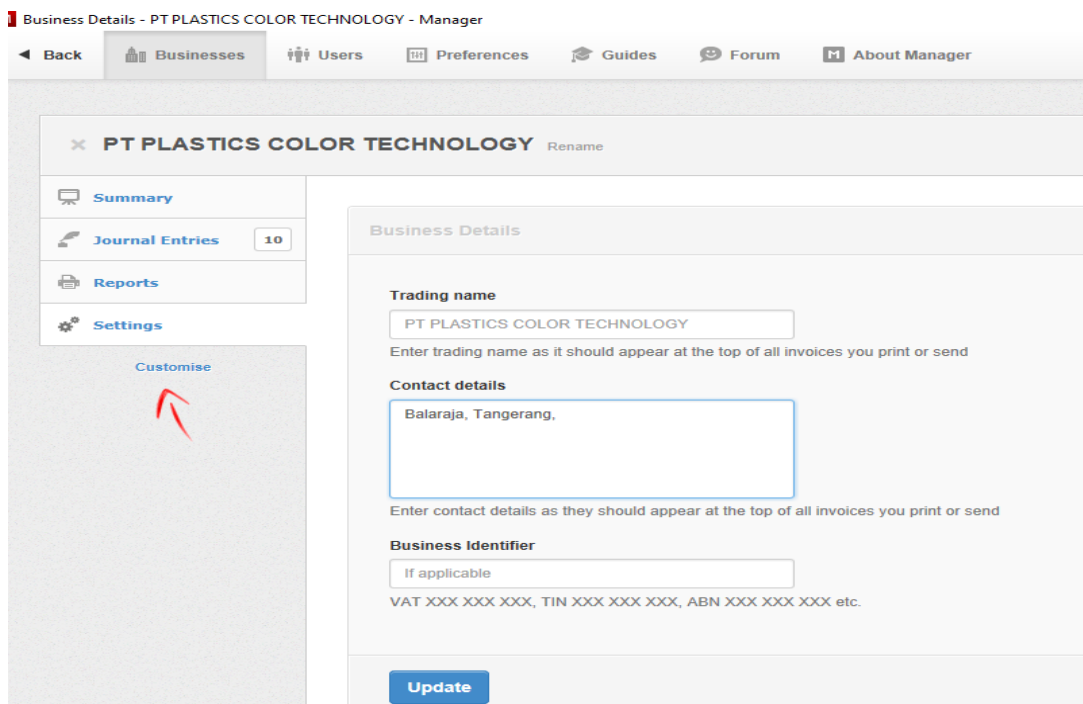 Business Details - PT PLASTICS COLOR TECHNOLOGY - Manager
Back Businesses Users Preferences Guides Forum M About Manager
PT PLASTICS COLOR TECHNOLOGY Rename
Summary
Journal Entries 10
Reports
Settings
Customise
Business Details
Trading name
PT PLASTICS COLOR TECHNOLOGY
Enter trading name as it should appear at the top of all invoices you print or send
Contact details
Balaraja, Tangerang,
Enter contact details as they should appear at the top of all invoices you print or send
Business Identifier
If applicable
VAT XXX XXX XXX, TIN XXX XXX XXX, ABN XXX XXX XXX etc.
Update